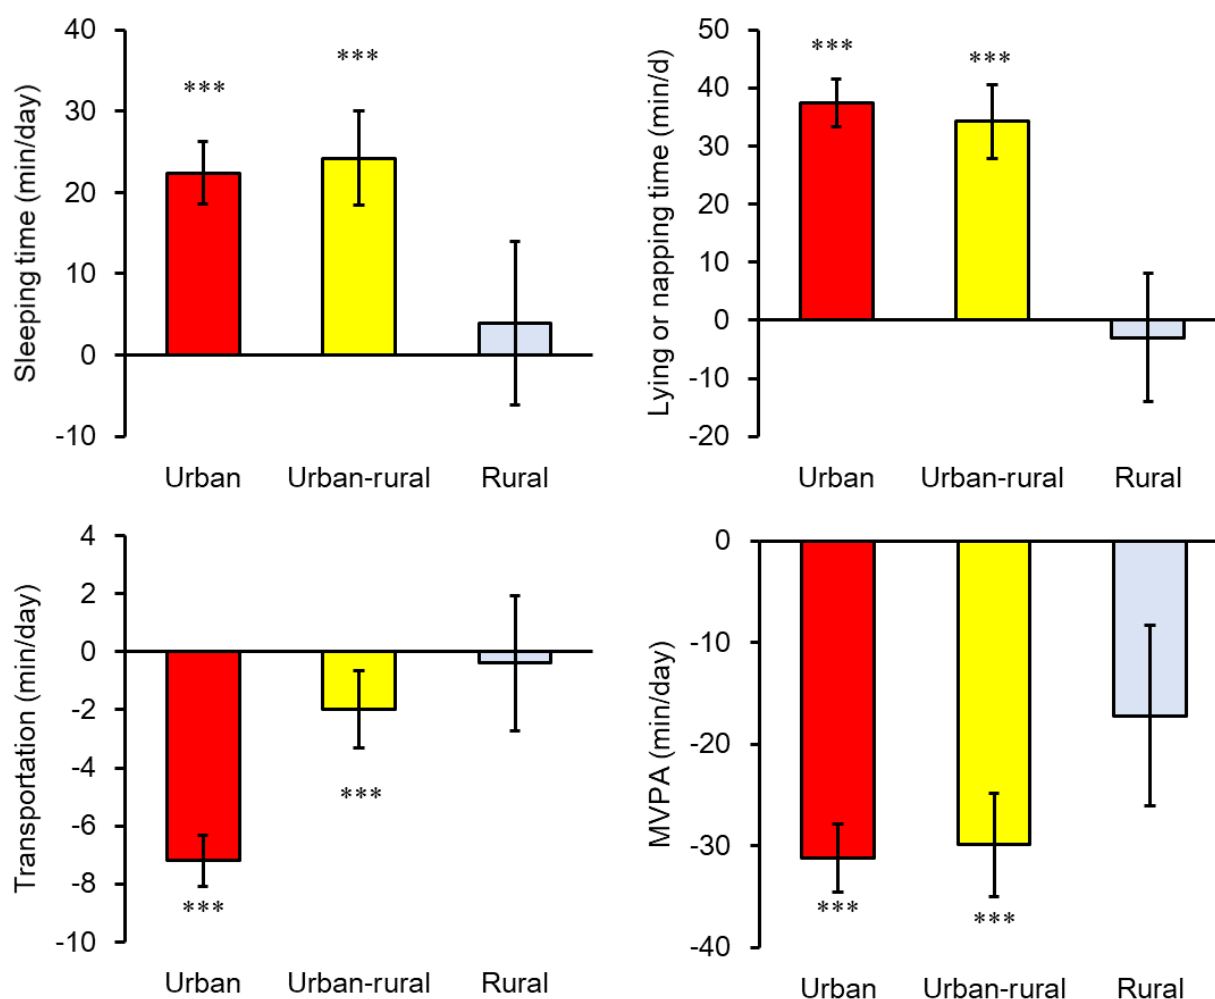 Sleeping time (min/day)
40
30
20
10
0
-10
***
***
Urban
Urban-rural
Rural
Lying or napping time (min/d)
50
40
30
20
10
0
-10
-20
***
***
Urban
Urban-rural
Rural
Transportation (min/day)
4
2
0
-2
-4
-6
-8
-10
***
***
Urban
Urban-rural
Rural
MVPA (min/day)
0
-10
-20
-30
-40
***
***
Urban
Urban-rural
Rural